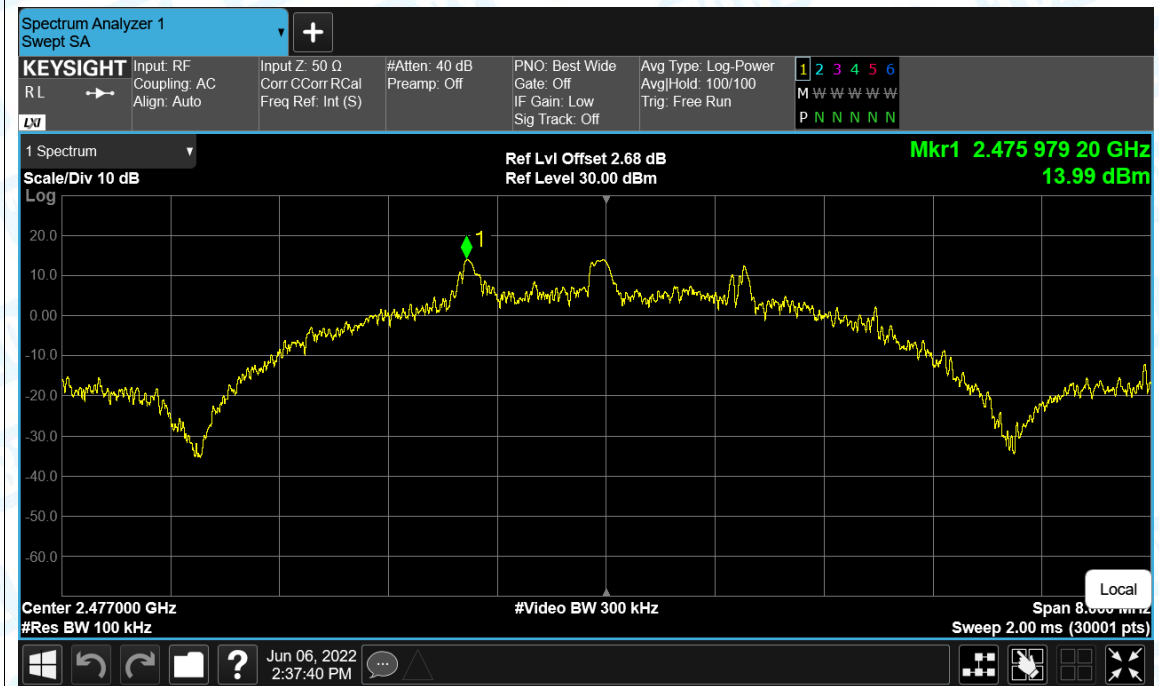 Spectrum Analyzer 1
Swept SA
KEYSIGHT
R L
LXI
Input: RF
Coupling: AC
Align: Auto
Input Z: 50 Ω
Corr CCorr RCal
Freq Ref: Int (S)
#Atten: 40 dB
Preamp: Off
PNO: Best Wide
Gate: Off
IF Gain: Low
Sig Track: Off
Avg Type: Log-Power
Avg|Hold: 100/100
Trig: Free Run
1 2 3 4 5 6
M W W W W W
P N N N N N
1 Spectrum
Scale/Div 10 dB
Log
Ref Lvl Offset 2.68 dB
Ref Level 30.00 dBm
Mkr1 2.475 979 20 GHz
13.99 dBm
1
20.0
10.0
0.00
-10.0
-20.0
-30.0
-40.0
-50.0
-60.0
Local
Center 2.477000 GHz
#Res BW 100 kHz
#Video BW 300 kHz
Span 8.000 MHz
Sweep 2.00 ms (30001 pts)
?
Jun 06, 2022
2:37:40 PM